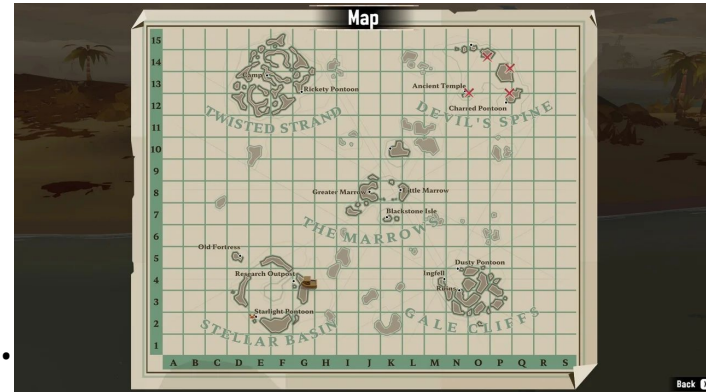 Map
15
14
13
12
11
10
9
8
7
6
5
4
3
2
1
Camp
Rickety Pontoon
TWISTED STRAND
Ancient Temple
Charred Pontoon
DEVIL'S SPINE
Greater Marrow
Little Marrow
Blackstone Isle
THE MARROWS
Old Fortress
Research Outpost
Starlight Pontoon
STELLAR BASIN
Dusty Pontoon
Ingfell
Ruins
GALE CLIFFS
A B C D E F G H I J K L M N O P Q R S
Back